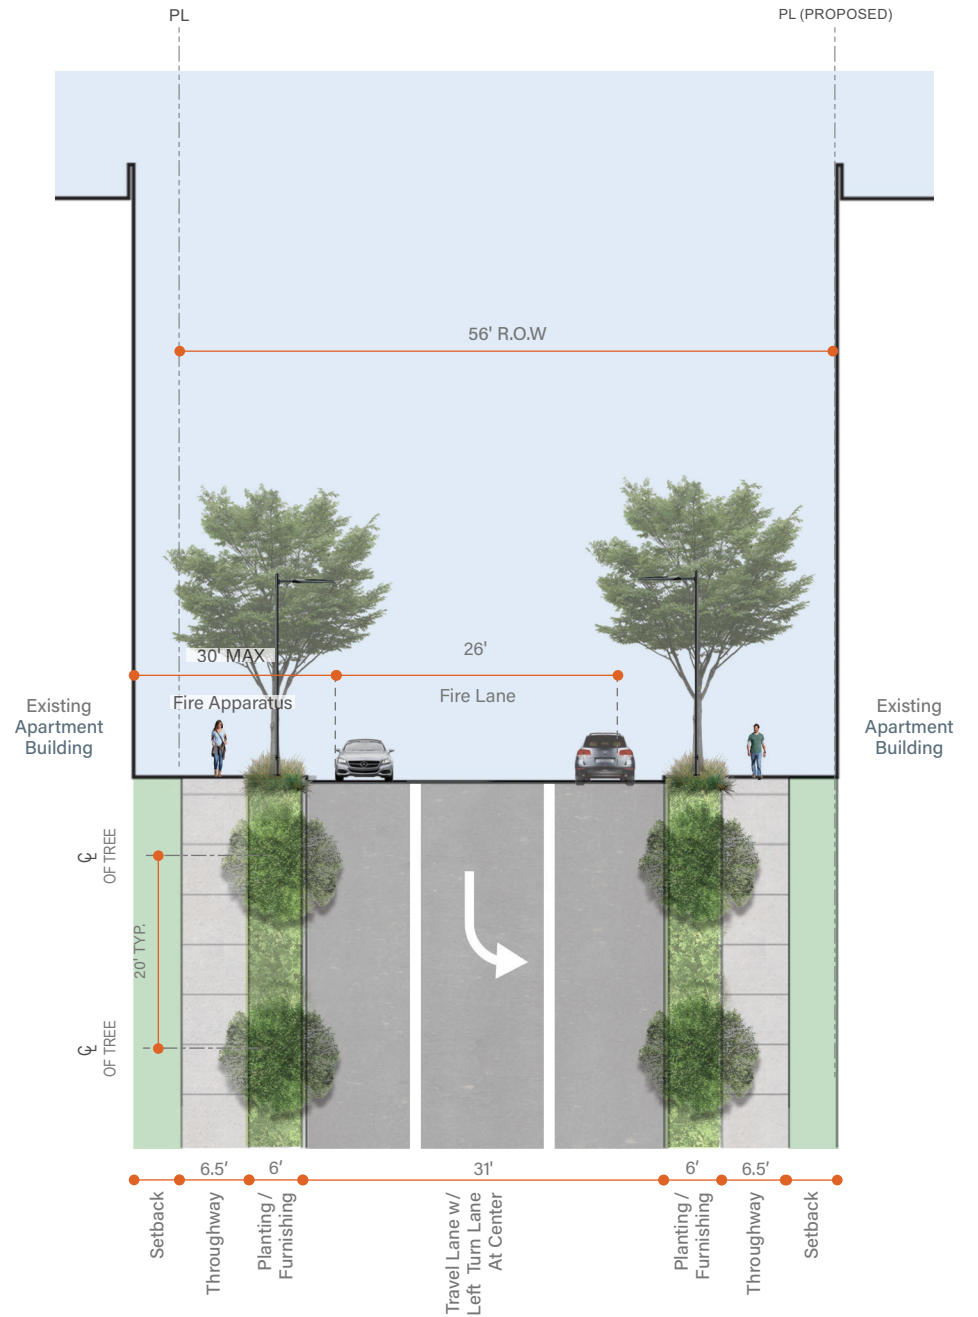 PL
PL (PROPOSED)
56' R.O.W
30' MAX
Fire Apparatus
26'
Fire Lane
Existing
Apartment
Building
Existing
Apartment
Building
℄
OF TREE
20' TYP.
℄
OF TREE
6.5'
6'
31'
6'
6.5'
Setback
Throughway
Planting /
Furnishing
Travel Lane w/
Left Turn Lane
At Center
Planting /
Furnishing
Throughway
Setback